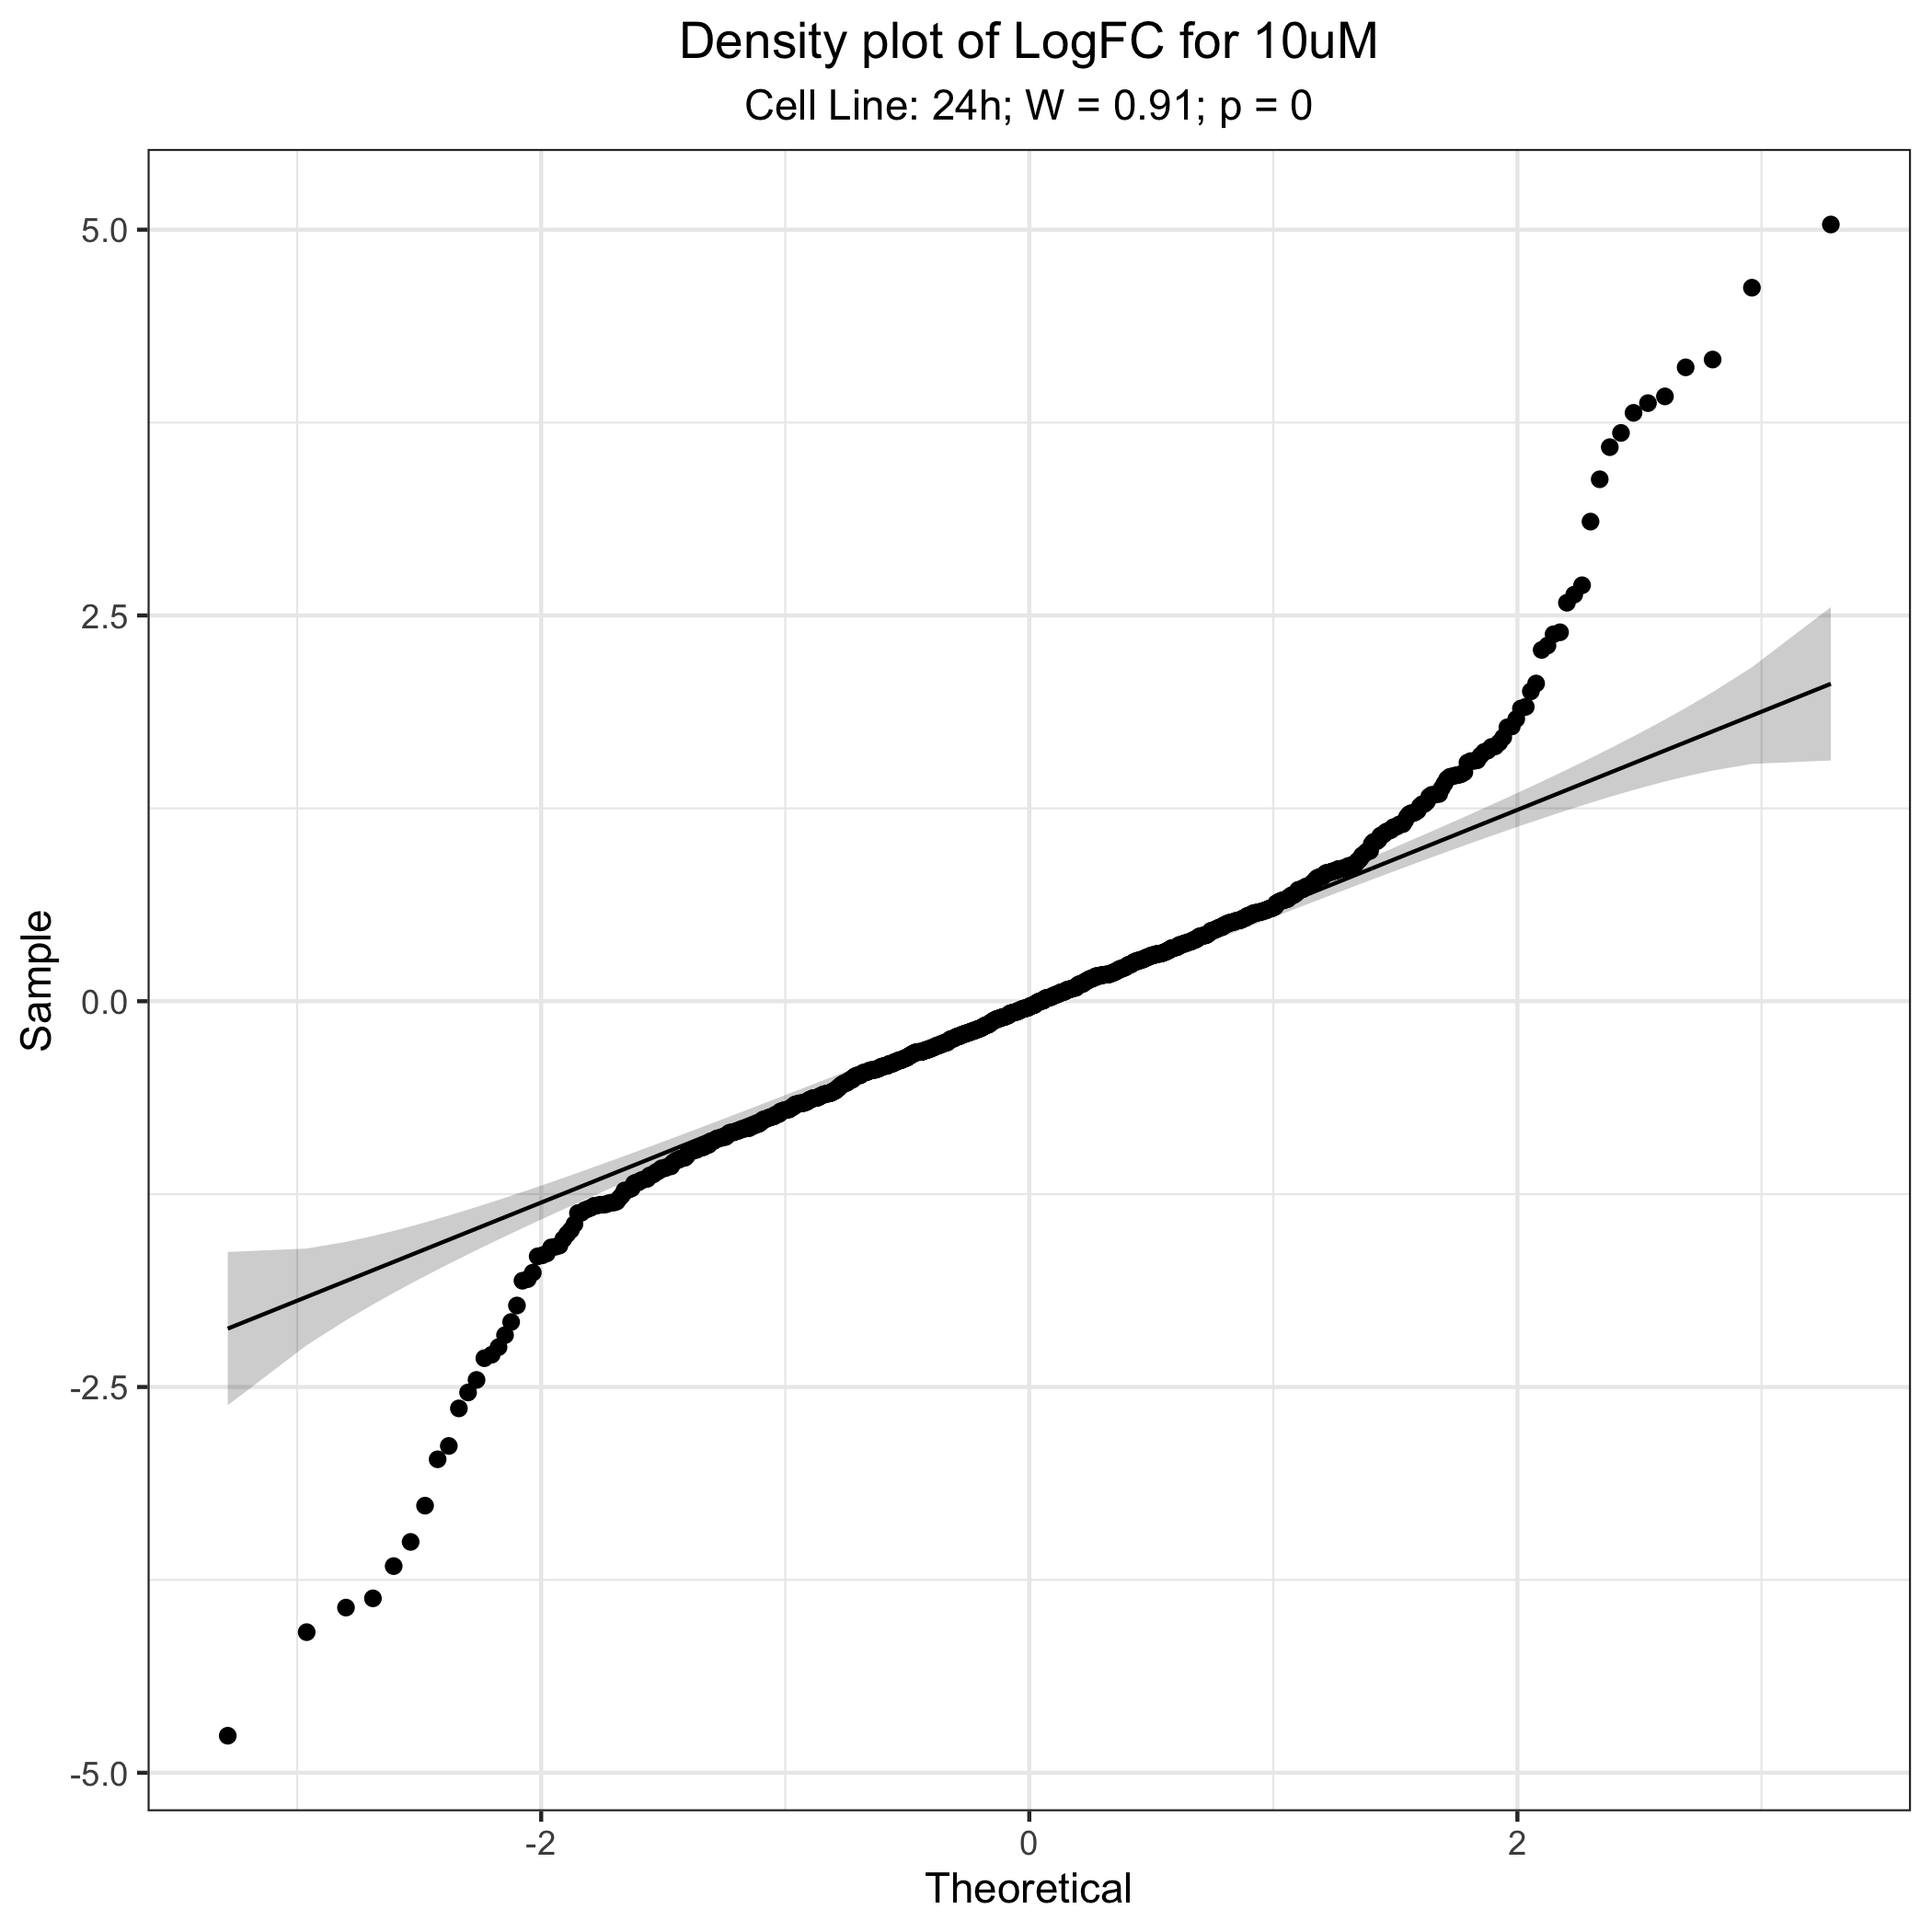 Density plot of LogFC for 10uM
Cell Line: 24h; W = 0.91; p = 0
5.0
2.5
0.0
-2.5
-5.0
Sample
-2 0 2
Theoretical